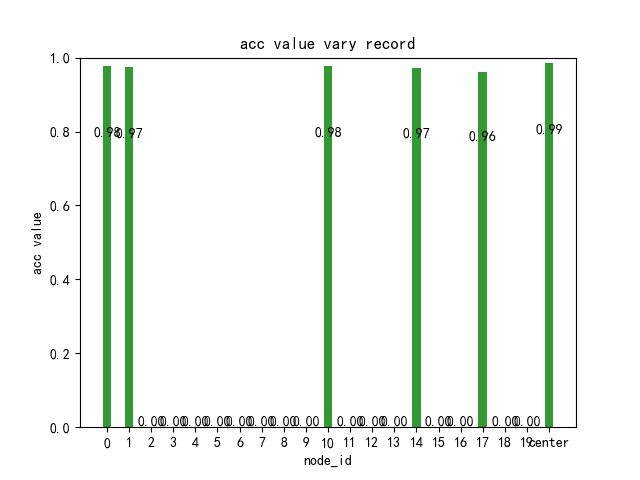 acc value vary record
1.0
0.8
0.6
0.4
0.2
0.0
acc value
0.98 0.97 0.00 0.00 0.00 0.00 0.00 0.00 0.00 0.00 0.98 0.00 0.00 0.00 0.97 0.00 0.00 0.96 0.00 0.00 0.99
0 1 2 3 4 5 6 7 8 9 10 11 12 13 14 15 16 17 18 19 center
node_id